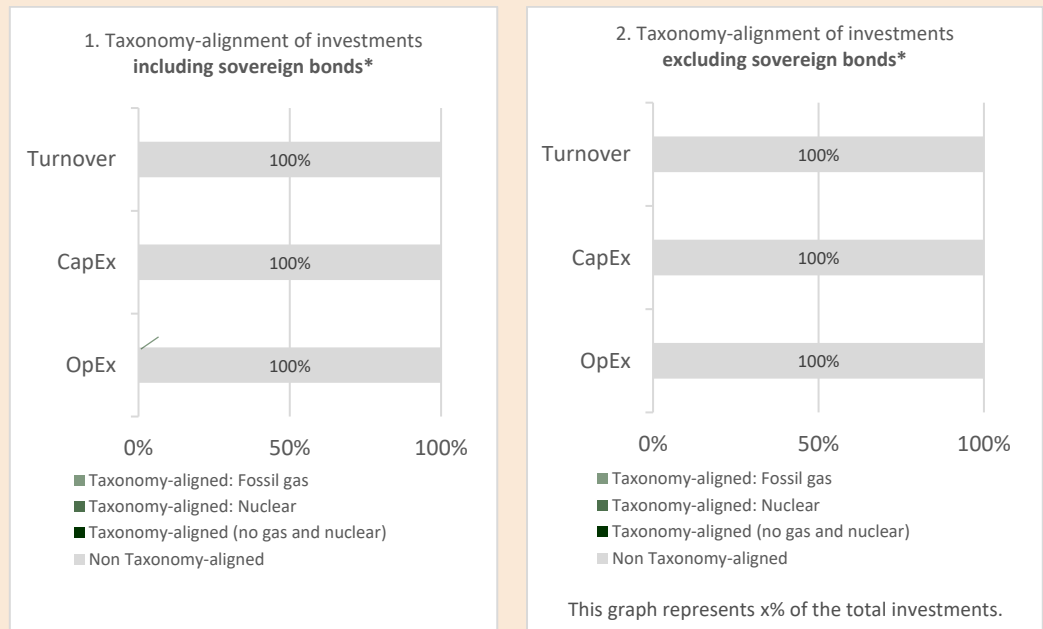 1. Taxonomy-alignment of investments
including sovereign bonds*
Turnover
100%
CapEx
100%
OpEx
100%
0%
50%
100%
Taxonomy-aligned: Fossil gas
Taxonomy-aligned: Nuclear
Taxonomy-aligned (no gas and nuclear)
Non Taxonomy-aligned
2. Taxonomy-alignment of investments
excluding sovereign bonds*
Turnover
100%
CapEx
100%
OpEx
100%
0%
50%
100%
Taxonomy-aligned: Fossil gas
Taxonomy-aligned: Nuclear
Taxonomy-aligned (no gas and nuclear)
Non Taxonomy-aligned
This graph represents x% of the total investments.